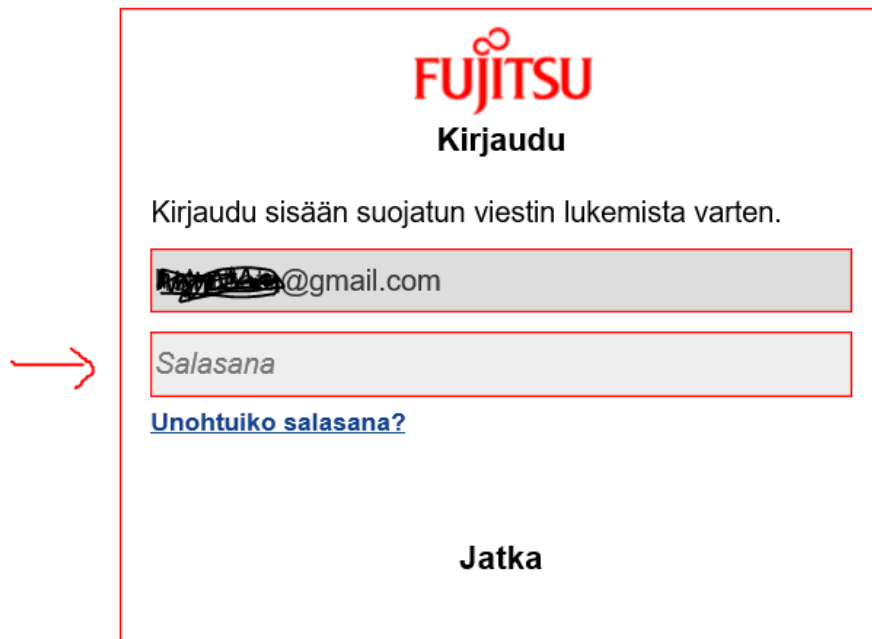 FUJITSU
Kirjaudu
Kirjaudu sisään suojatun viestin lukemista varten.
@gmail.com
Salasana
Unohtuiko salasana?
Jatka